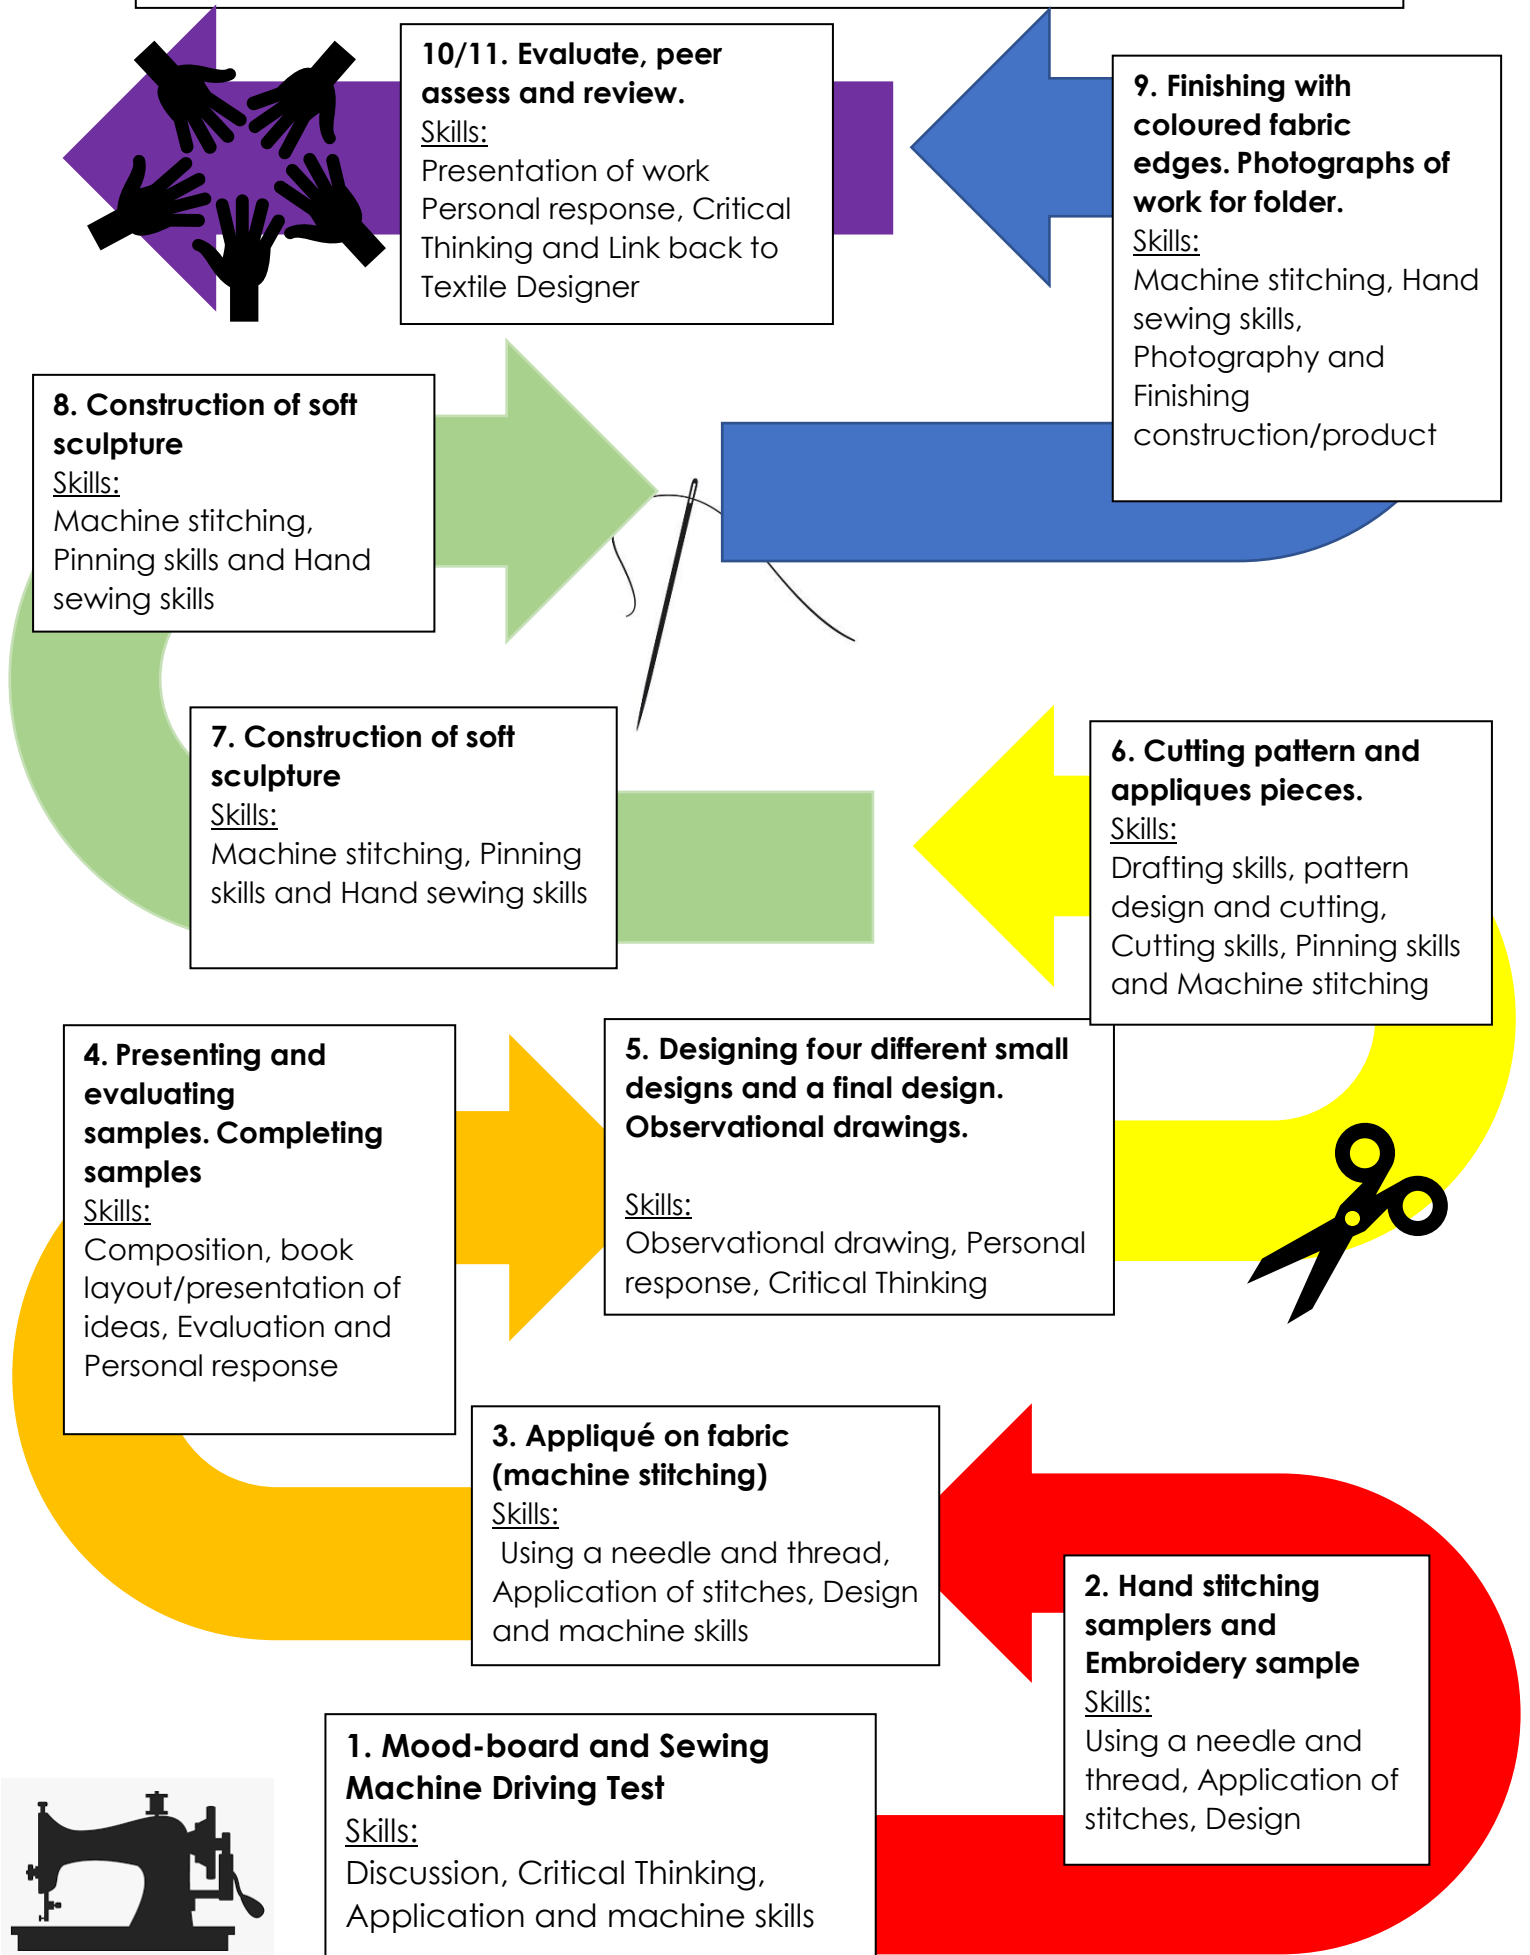 10/11. Evaluate, peer
assess and review.
Skills:
Presentation of work
Personal response, Critical
Thinking and Link back to
Textile Designer
9. Finishing with
coloured fabric
edges. Photographs of
work for folder.
Skills:
Machine stitching, Hand
sewing skills,
Photography and
Finishing
construction/product
8. Construction of soft
sculpture
Skills:
Machine stitching,
Pinning skills and Hand
sewing skills
7. Construction of soft
sculpture
Skills:
Machine stitching, Pinning
skills and Hand sewing skills
6. Cutting pattern and
appliques pieces.
Skills:
Drafting skills, pattern
design and cutting,
Cutting skills, Pinning skills
and Machine stitching
4. Presenting and
evaluating
samples. Completing
samples
Skills:
Composition, book
layout/presentation of
ideas, Evaluation and
Personal response
5. Designing four different small
designs and a final design.
Observational drawings.
Skills:
Observational drawing, Personal
response, Critical Thinking
3. Appliqué on fabric
(machine stitching)
Skills:
Using a needle and thread,
Application of stitches, Design
and machine skills
2. Hand stitching
samplers and
Embroidery sample
Skills:
Using a needle and
thread, Application of
stitches, Design
1. Mood-board and Sewing
Machine Driving Test
Skills:
Discussion, Critical Thinking,
Application and machine skills